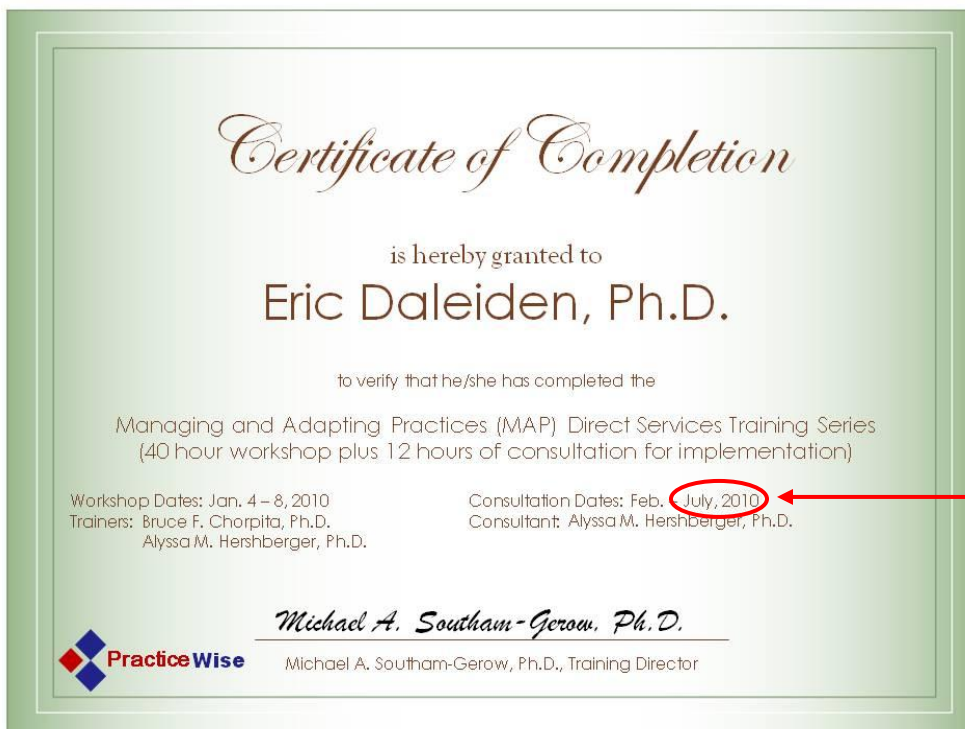 Certificate of Completion
is hereby granted to
Eric Daleiden, Ph.D.
to verify that he/she has completed the
Managing and Adapting Practices (MAP) Direct Services Training Series
(40 hour workshop plus 12 hours of consultation for implementation)
Workshop Dates: Jan. 4 – 8, 2010
Trainers: Bruce F. Chorpita, Ph.D.
Alyssa M. Hershberger, Ph.D.
Consultation Dates: Feb. – July, 2010
Consultant: Alyssa M. Hershberger, Ph.D.
Michael A. Southam-Gerow, Ph.D.
PracticeWise
Michael A. Southam-Gerow, Ph.D., Training Director